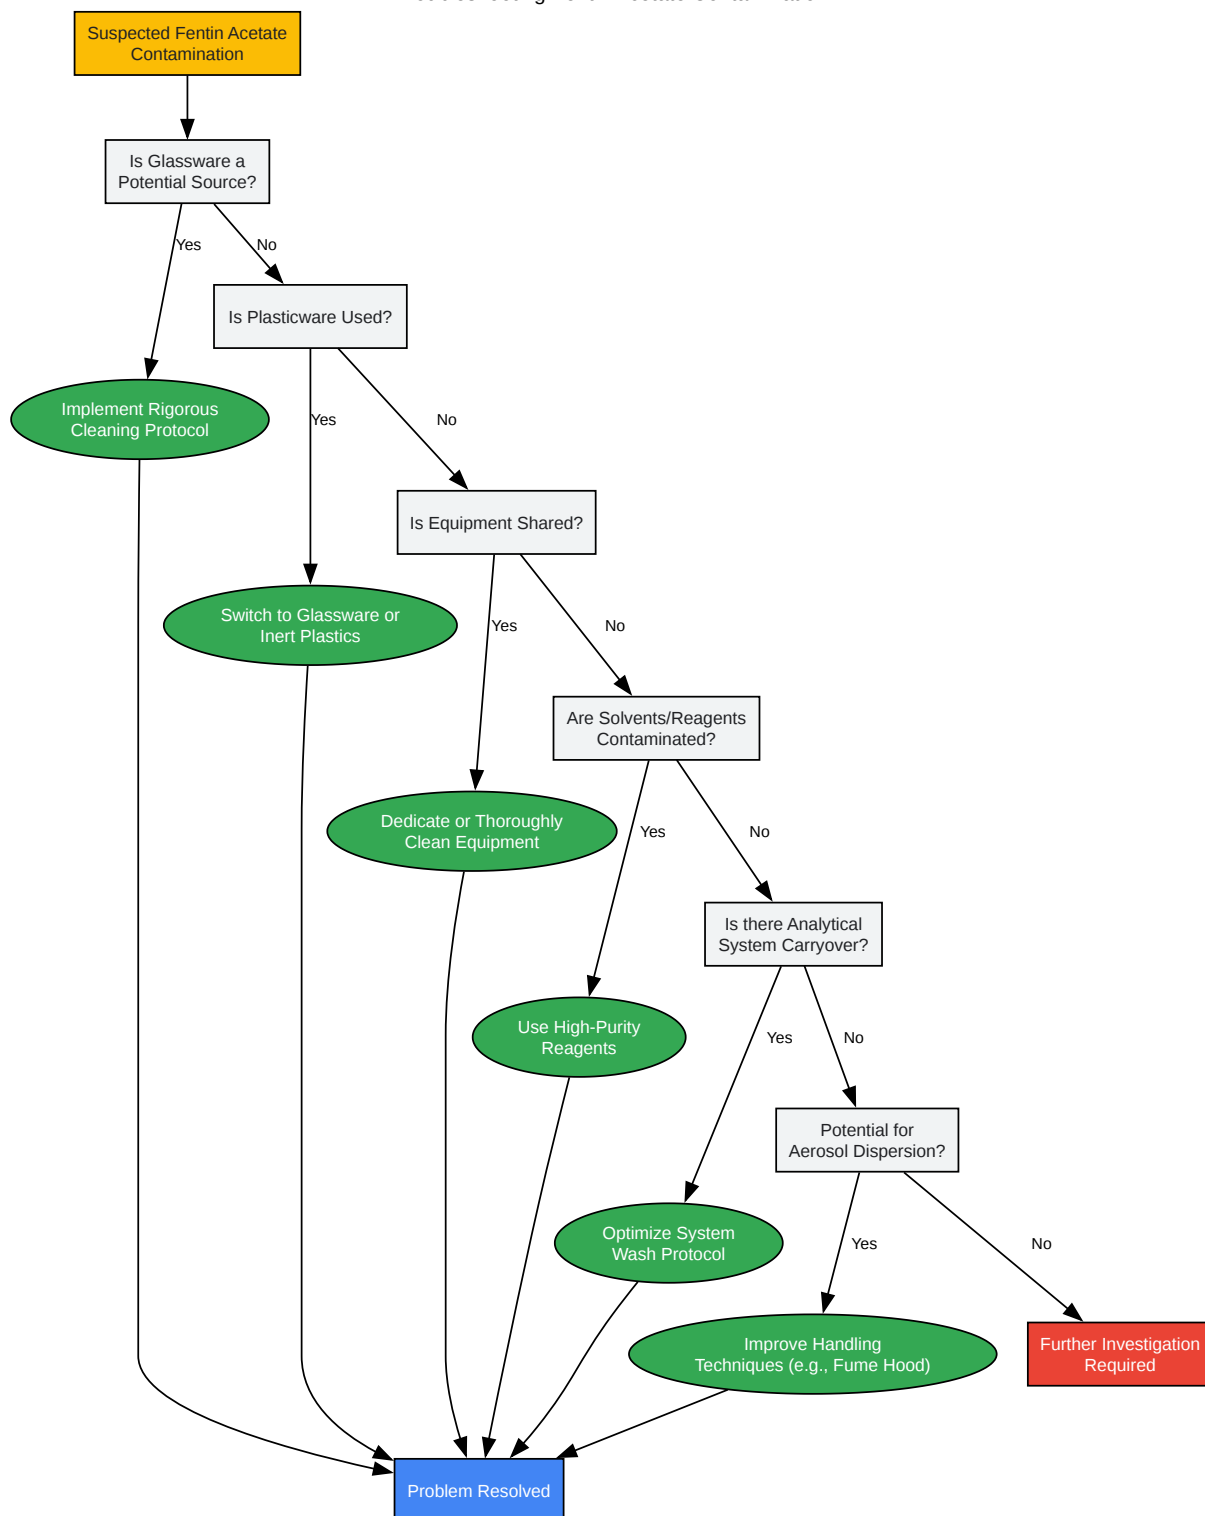 Suspected Fentin Acetate
Contamination
Is Glassware a
Potential Source?
Yes
No
Is Plasticware Used?
Implement Rigorous
Cleaning Protocol
Yes
No
Is Equipment Shared?
Switch to Glassware or
Inert Plastics
Yes
No
Are Solvents/Reagents
Contaminated?
Dedicate or Thoroughly
Clean Equipment
Yes
No
Is there Analytical
System Carryover?
Use High-Purity
Reagents
Yes
No
Potential for
Aerosol Dispersion?
Optimize System
Wash Protocol
Yes
No
Improve Handling
Techniques (e.g., Fume Hood)
Further Investigation
Required
Problem Resolved